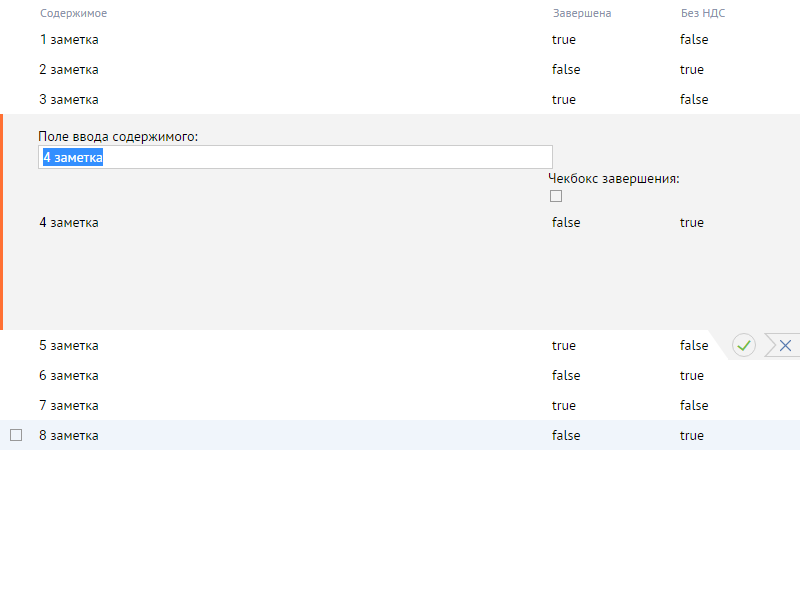 Содержимое Завершена Без НДС
1 заметка true false
2 заметка false true
3 заметка true false
Поле ввода содержимого:
4 заметка
Чекбокс завершения:
4 заметка false true
5 заметка true false
6 заметка false true
7 заметка true false
8 заметка false true